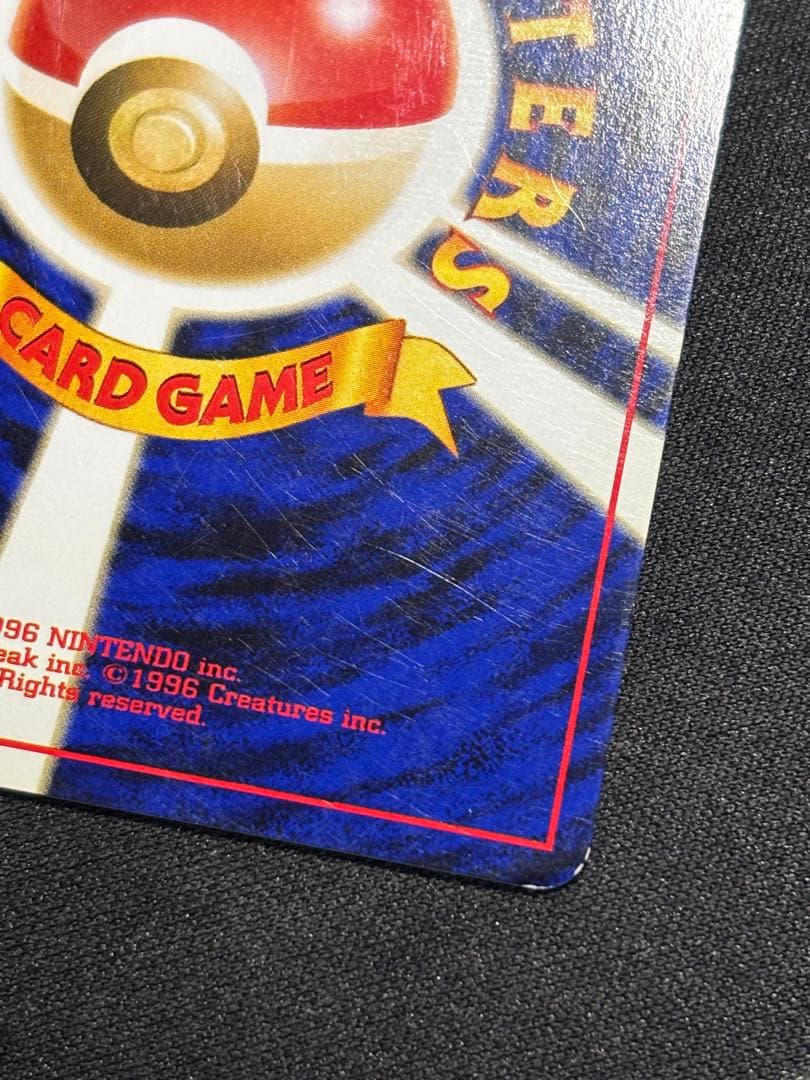 TERS
CARD GAME
996 NINTENDO inc.
eak inc. ©1996 Creatures inc.
Rights reserved.